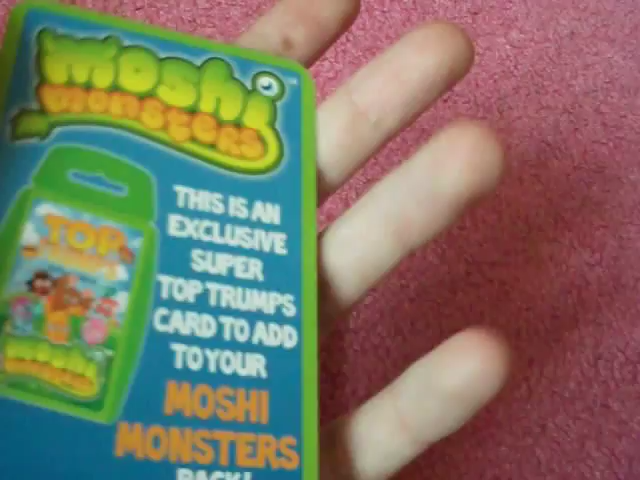 moshi
monsters
THIS IS AN
EXCLUSIVE
SUPER
TOP TRUMPS
CARD TO ADD
TO YOUR
MOSHI
MONSTERS
PACK!
TOP
TRUMPS
moshi
monsters